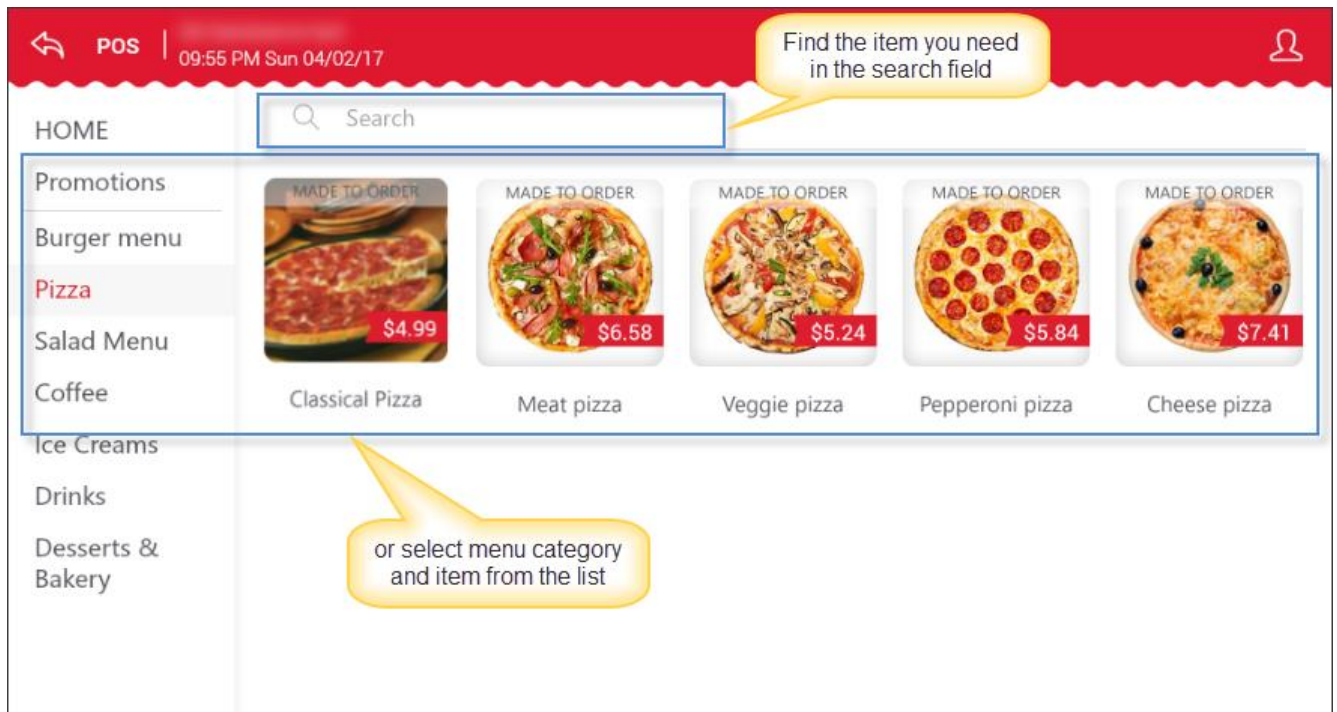 POS
09:55 PM Sun 04/02/17
Find the item you need
in the search field
Search
HOME
Promotions
Burger menu
Pizza
Salad Menu
Coffee
Ice Creams
Drinks
Desserts &
Bakery
MADE TO ORDER
$4.99
Classical Pizza
MADE TO ORDER
$6.58
Meat pizza
MADE TO ORDER
$5.24
Veggie pizza
MADE TO ORDER
$5.84
Pepperoni pizza
MADE TO ORDER
$7.41
Cheese pizza
or select menu category
and item from the list